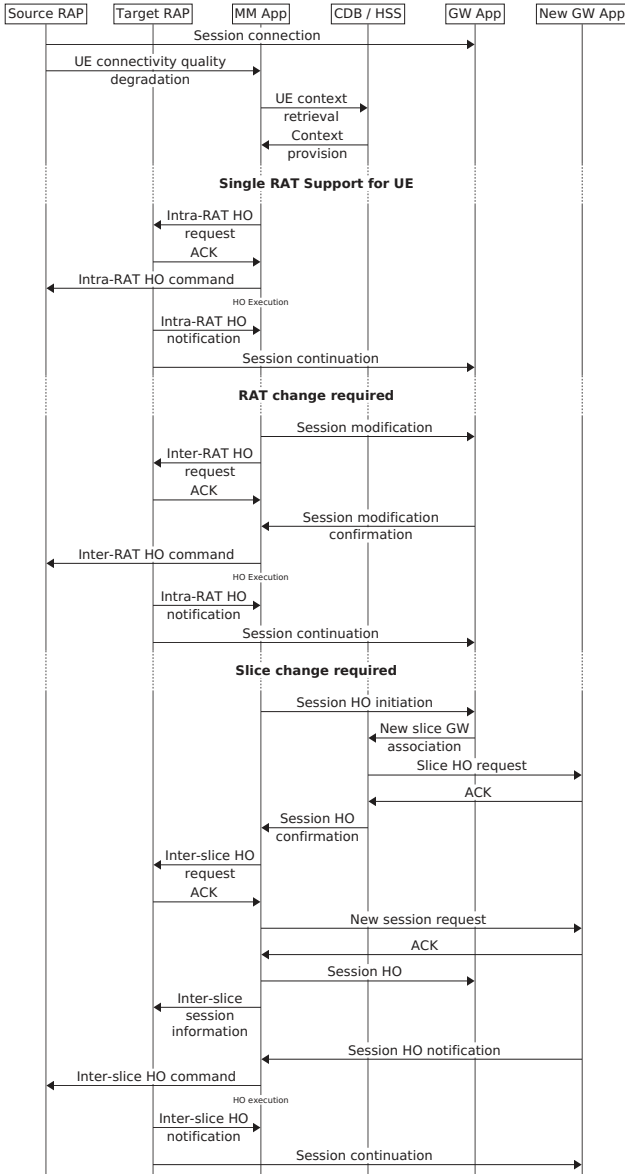 Source RAP Target RAP MM App CDB / HSS GW App New GW App
Session connection
UE connectivity quality
degradation
UE context
retrieval
Context
provision
Single RAT Support for UE
Intra-RAT HO
request
ACK
Intra-RAT HO command
HO Execution
Intra-RAT HO
notification
Session continuation
RAT change required
Session modification
Inter-RAT HO
request
ACK
Session modification
confirmation
Inter-RAT HO command
HO Execution
Intra-RAT HO
notification
Session continuation
Slice change required
Session HO initiation
New slice GW
association
Slice HO request
ACK
Session HO
confirmation
Inter-slice HO
request
ACK
New session request
ACK
Session HO
Inter-slice
session
information
Session HO notification
Inter-slice HO command
HO execution
Inter-slice HO
notification
Session continuation